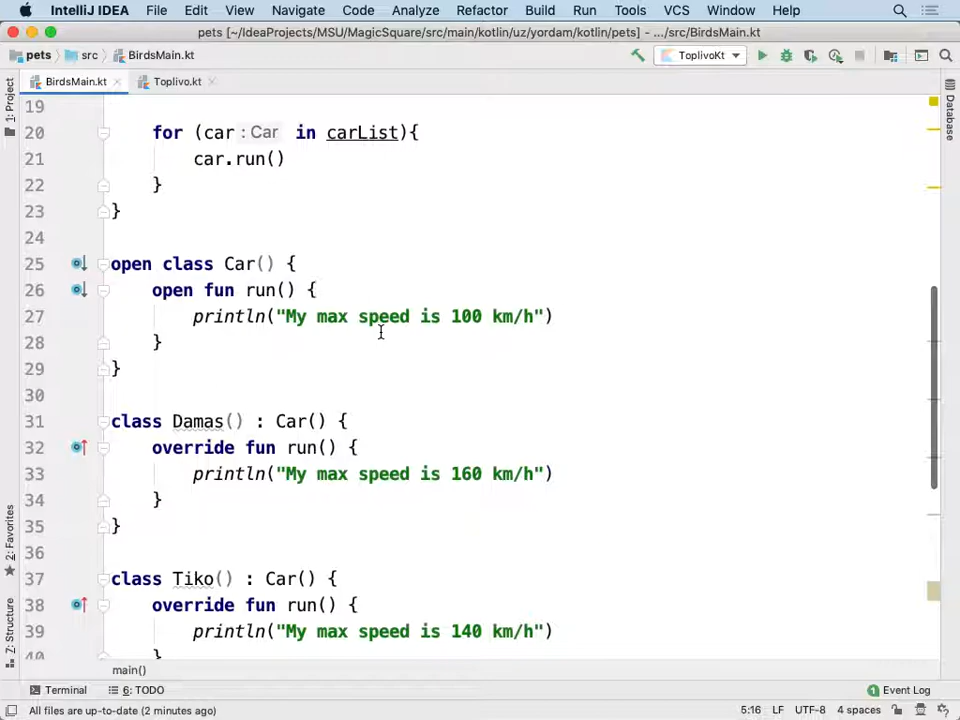 IntelliJ IDEA File Edit View Navigate Code Analyze Refactor Build Run Tools VCS Window Help
pets [~/IdeaProjects/MSU/MagicSquare/src/main/kotlin/uz/yordam/kotlin/pets] - .../src/BirdsMain.kt
pets src BirdsMain.kt ToplivoKt
BirdsMain.kt Toplivo.kt
1: Project
Database
2: Favorites
7: Structure
19
20 for (car : Car in carList){
21 car.run()
22 }
23 }
24
25 open class Car() {
26 open fun run() {
27 println("My max speed is 100 km/h")
28 }
29 }
30
31 class Damas() : Car() {
32 override fun run() {
33 println("My max speed is 160 km/h")
34 }
35 }
36
37 class Tiko() : Car() {
38 override fun run() {
39 println("My max speed is 140 km/h")
40 }
main()
Terminal 6: TODO 1 Event Log
All files are up-to-date (2 minutes ago) 5:16 LF UTF-8 4 spaces